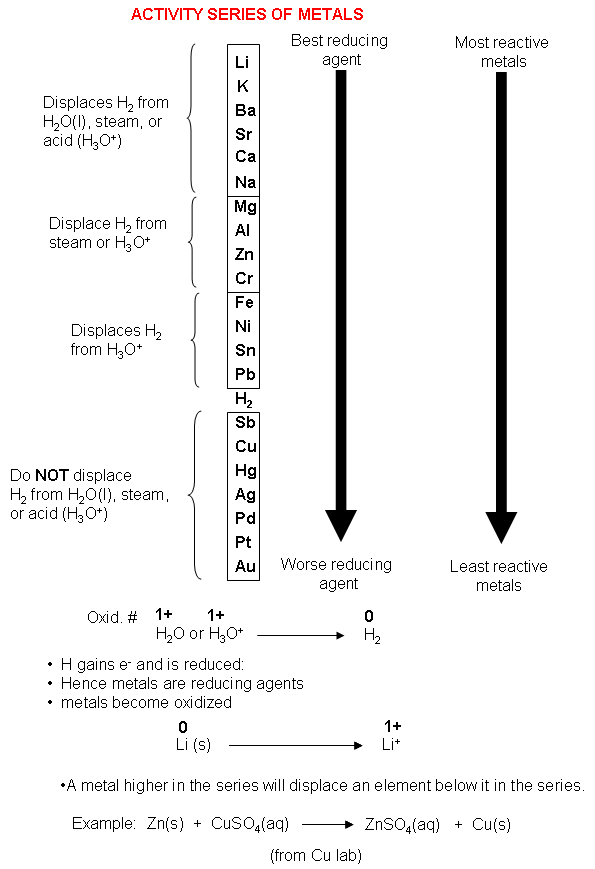 ACTIVITY SERIES OF METALS
Best reducing
agent
Most reactive
metals
Displaces H₂ from
H₂O(l), steam, or
acid (H₃O⁺)
Li
K
Ba
Sr
Ca
Na
Displace H₂ from
steam or H₃O⁺
Mg
Al
Zn
Cr
Displaces H₂
from H₃O⁺
Fe
Ni
Sn
Pb
H₂
Do NOT displace
H₂ from H₂O(l), steam,
or acid (H₃O⁺)
Sb
Cu
Hg
Ag
Pd
Pt
Au
Worse reducing
agent
Least reactive
metals
Oxid. # 1+ 1+ 0
H₂O or H₃O⁺ H₂
• H gains e⁻ and is reduced:
• Hence metals are reducing agents
• metals become oxidized
0 1+
Li (s) Li⁺
•A metal higher in the series will displace an element below it in the series.
Example: Zn(s) + CuSO₄(aq) ZnSO₄(aq) + Cu(s)
(from Cu lab)